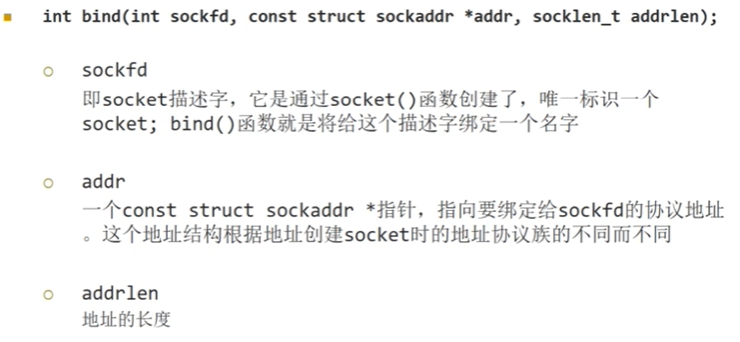 int bind(int sockfd, const struct sockaddr *addr, socklen_t addrlen);
sockfd
即socket描述字，它是通过socket()函数创建了，唯一标识一个
socket; bind()函数就是将给这个描述字绑定一个名字
addr
一个const struct sockaddr *指针，指向要绑定给sockfd的协议地址
。这个地址结构根据地址创建socket时的地址协议族的不同而不同
addrlen
地址的长度